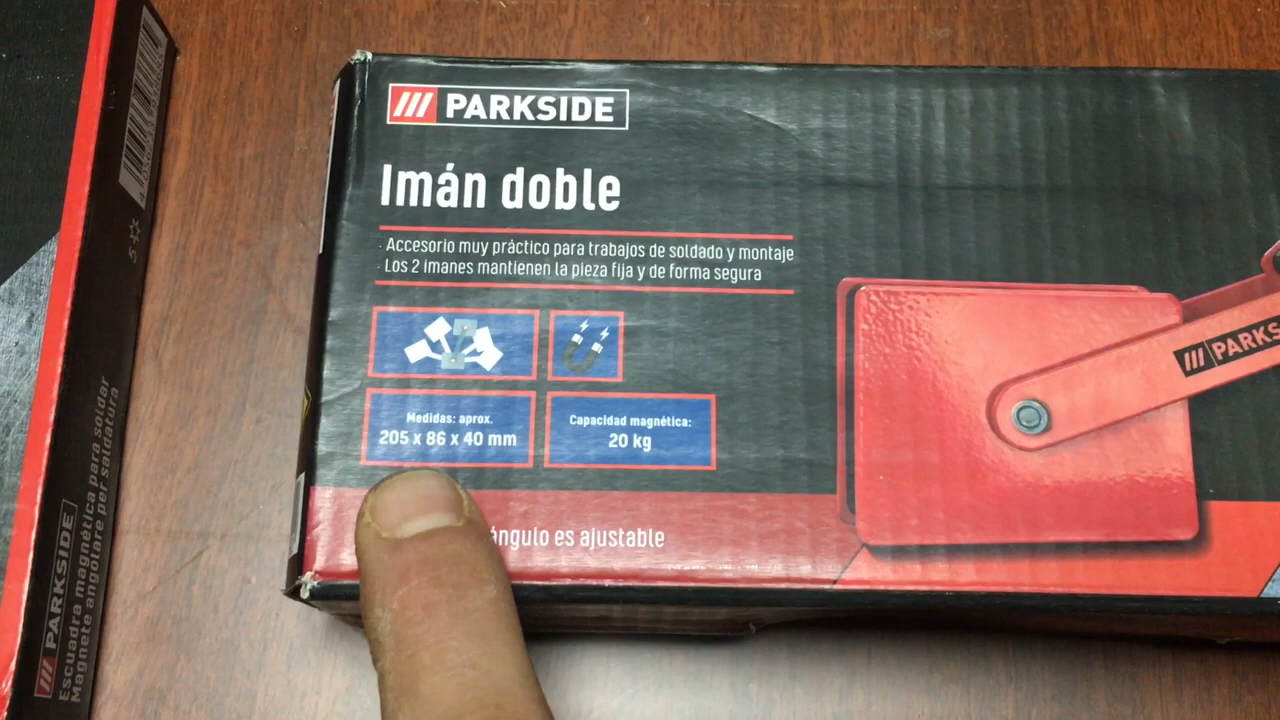 PARKSIDE
Imán doble
· Accesorio muy práctico para trabajos de soldado y montaje
· Los 2 imanes mantienen la pieza fija y de forma segura
Medidas: aprox.
205 x 86 x 40 mm
Capacidad magnética:
20 kg
ángulo es ajustable
PARKS
PARKSIDE
Escuadra magnética para soldar
Magnete angolare per saldatura